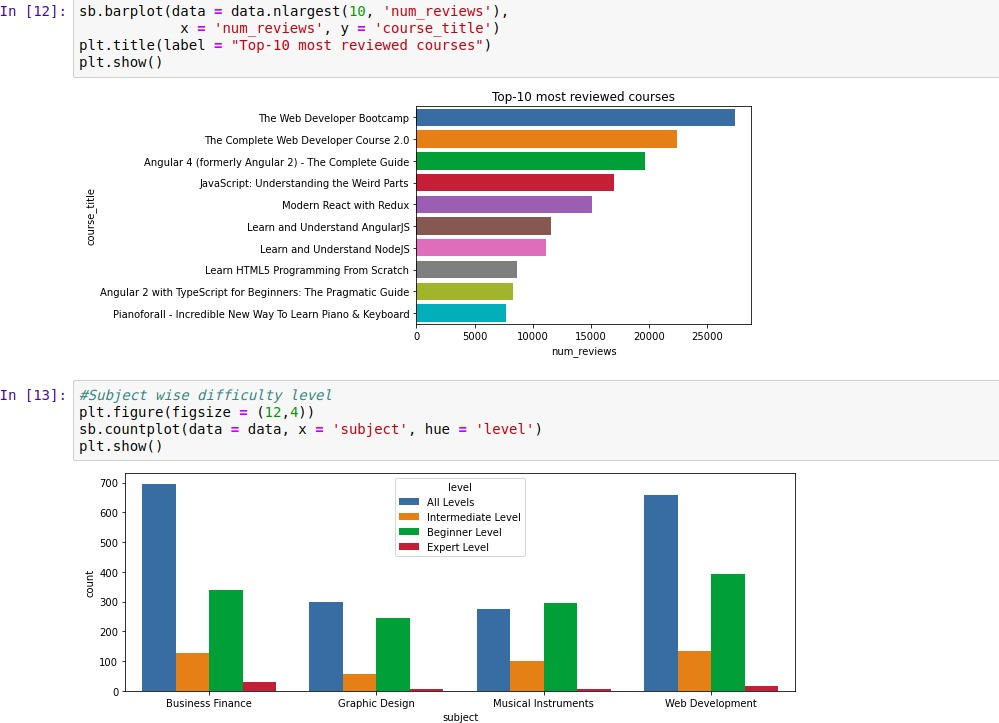 In [12]: sb.barplot(data = data.nlargest(10, 'num_reviews'),
x = 'num_reviews', y = 'course_title')
plt.title(label = "Top-10 most reviewed courses")
plt.show()
Top-10 most reviewed courses
The Web Developer Bootcamp
The Complete Web Developer Course 2.0
Angular 4 (formerly Angular 2) - The Complete Guide
JavaScript: Understanding the Weird Parts
Modern React with Redux
Learn and Understand AngularJS
Learn and Understand NodeJS
Learn HTML5 Programming From Scratch
Angular 2 with TypeScript for Beginners: The Pragmatic Guide
Pianoforall - Incredible New Way To Learn Piano & Keyboard
course_title
0 5000 10000 15000 20000 25000
num_reviews
In [13]: #Subject wise difficulty level
plt.figure(figsize = (12,4))
sb.countplot(data = data, x = 'subject', hue = 'level')
plt.show()
level
All Levels
Intermediate Level
Beginner Level
Expert Level
700
600
500
400
300
200
100
0
count
Business Finance Graphic Design Musical Instruments Web Development
subject